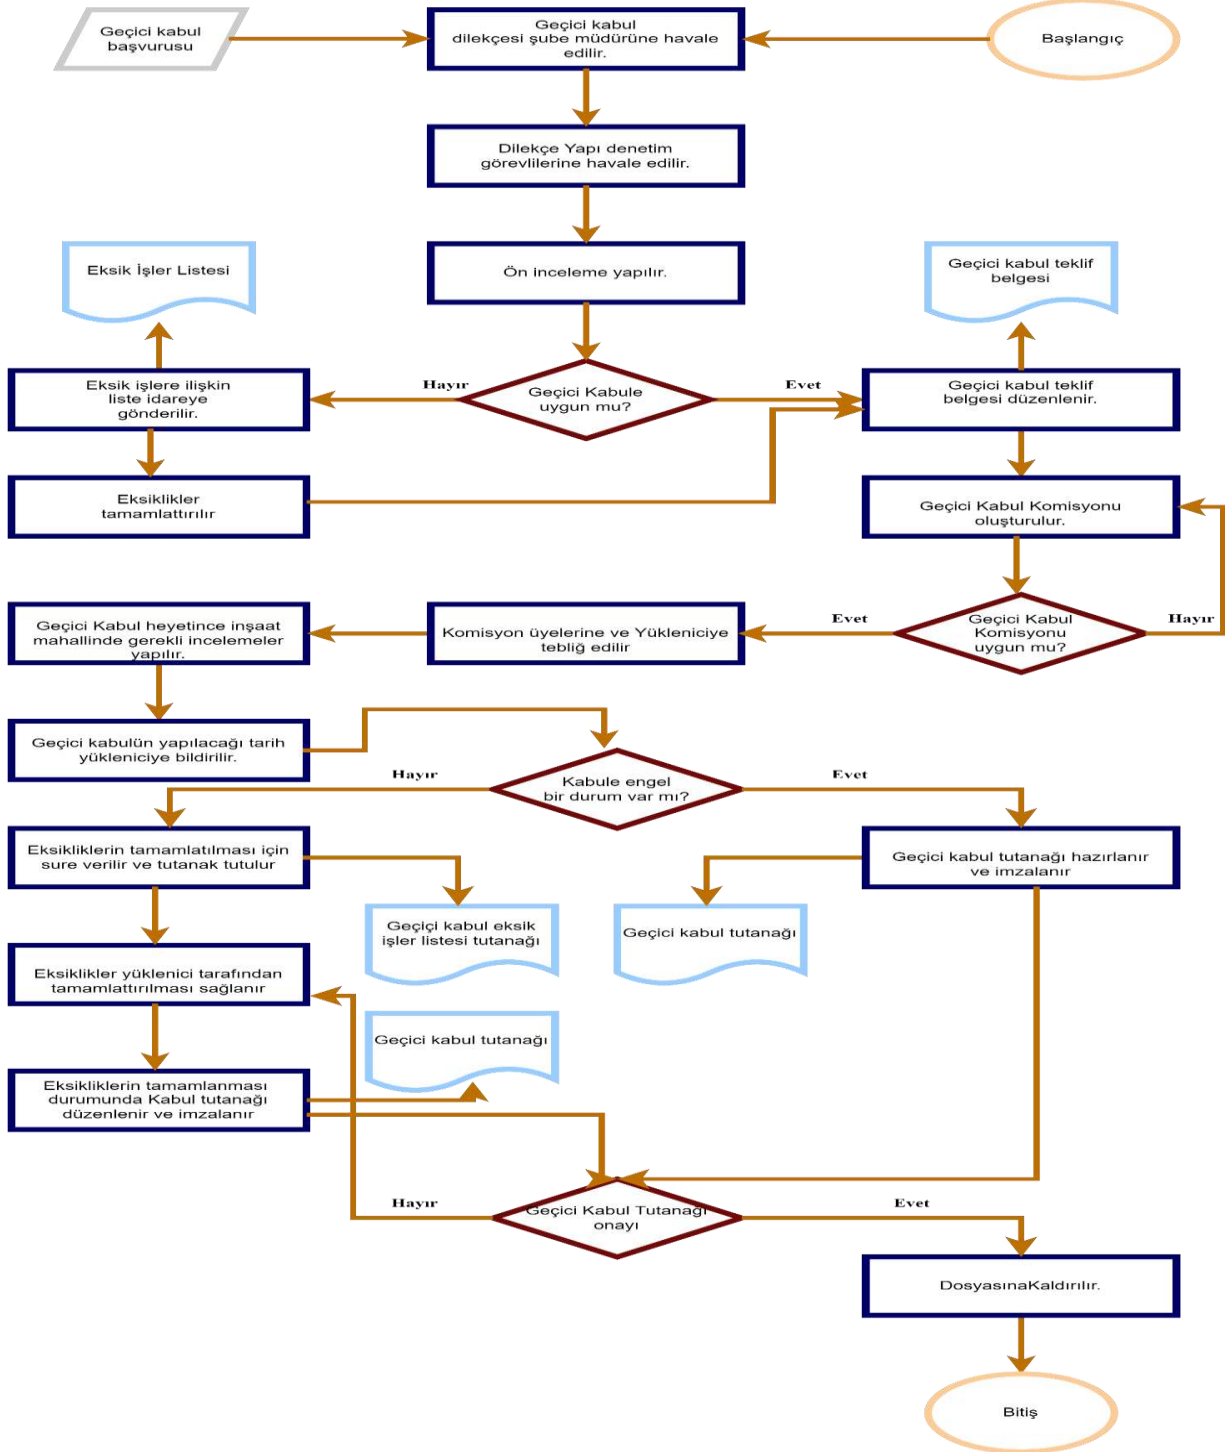 Geçici kabul
başvurusu
Geçici kabul
dilekçesi şube müdürüne havale
edilir.
Başlangıç
Dilekçe Yapı denetim
görevlilerine havale edilir.
Eksik İşler Listesi
Ön inceleme yapılır.
Geçici kabul teklif
belgesi
Eksik işlere ilişkin
liste idareye
gönderilir.
Hayır
Geçici Kabule
uygun mu?
Evet
Geçici kabul teklif
belgesi düzenlenir.
Eksiklikler
tamamlattırılır
Geçici Kabul Komisyonu
oluşturulur.
Geçici Kabul heyetince inşaat
mahallinde gerekli incelemeler
yapılır.
Komisyon üyelerine ve Yükleniciye
tebliğ edilir
Evet
Geçici Kabul
Komisyonu
uygun mu?
Hayır
Geçici kabulün yapılacağı tarih
yükleniciye bildirilir.
Hayır
Kabule engel
bir durum var mı?
Evet
Eksikliklerin tamamlatılması için
sure verilir ve tutanak tutulur
Geçici kabul tutanağı hazırlanır
ve imzalanır
Geçiçi kabul eksik
işler listesi tutanağı
Geçici kabul tutanağı
Eksiklikler yüklenici tarafından
tamamlattırılması sağlanır
Geçici kabul tutanağı
Eksikliklerin tamamlanması
durumunda Kabul tutanağı
düzenlenir ve imzalanır
Hayır
Geçici Kabul Tutanağı
onayı
Evet
DosyasınaKaldırılır.
Bitiş